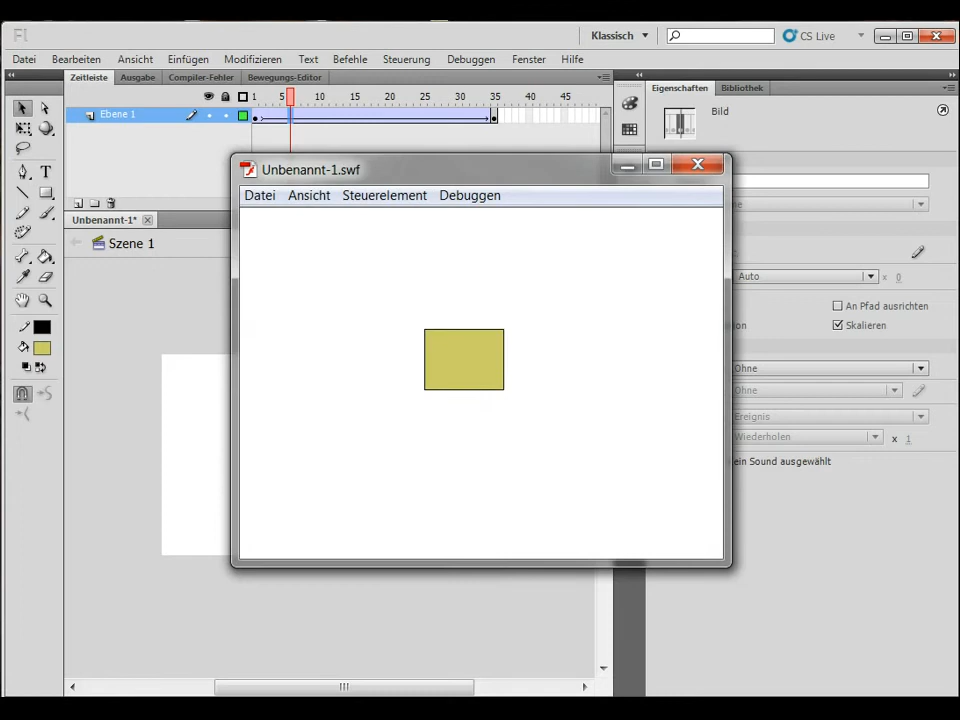 Fl
Klassisch
CS Live
Datei Bearbeiten Ansicht Einfügen Modifizieren Text Befehle Steuerung Debuggen Fenster Hilfe
Zeitleiste Ausgabe Compiler-Fehler Bewegungs-Editor
Eigenschaften Bibliothek
1 5 10 15 20 25 30 35 40 45
Ebene 1
Bild
Unbenannt-1.swf
Datei Ansicht Steuerelement Debuggen
Unbenannt-1*
Szene 1
Auto x 0
An Pfad ausrichten
Skalieren
Ohne
Ohne
Ereignis
Wiederholen x 1
ein Sound ausgewählt